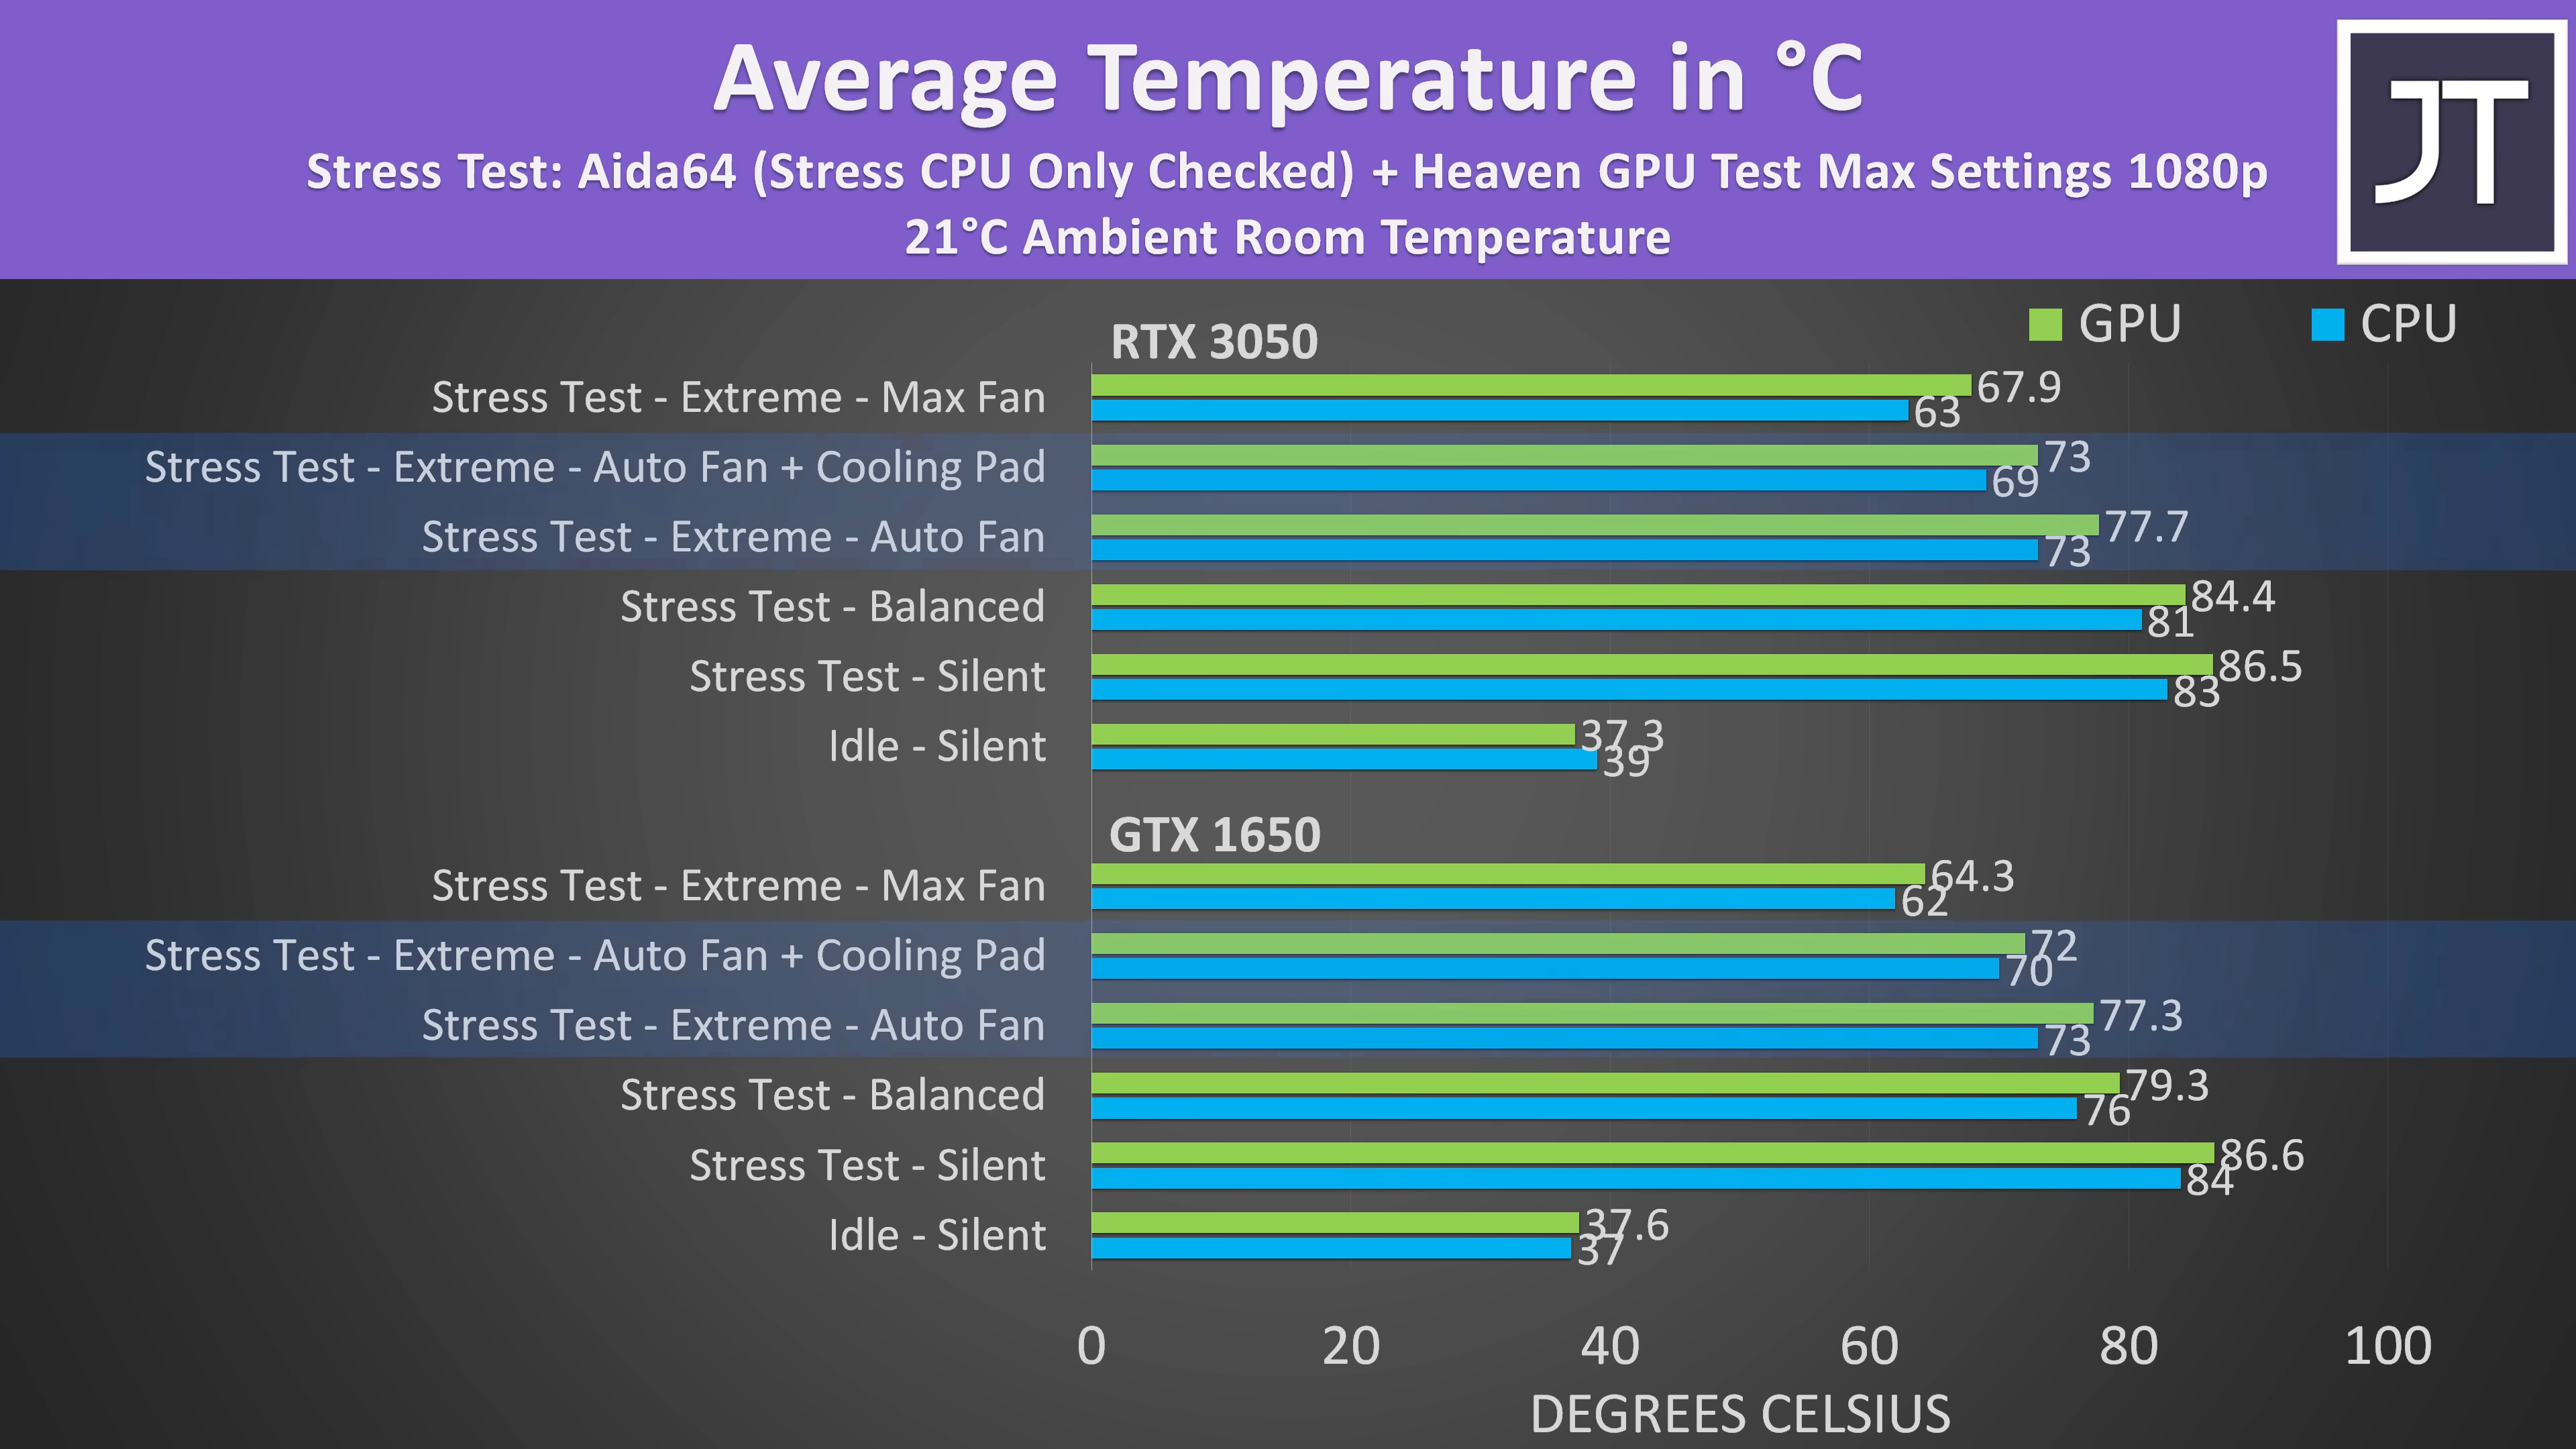 Average Temperature in °C
Stress Test: Aida64 (Stress CPU Only Checked) + Heaven GPU Test Max Settings 1080p
21°C Ambient Room Temperature
JT
GPU CPU
RTX 3050
Stress Test - Extreme - Max Fan 67.9
63
Stress Test - Extreme - Auto Fan + Cooling Pad 73
69
Stress Test - Extreme - Auto Fan 77.7
73
Stress Test - Balanced 84.4
81
Stress Test - Silent 86.5
83
Idle - Silent 37.3
39
GTX 1650
Stress Test - Extreme - Max Fan 64.3
62
Stress Test - Extreme - Auto Fan + Cooling Pad 72
70
Stress Test - Extreme - Auto Fan 77.3
73
Stress Test - Balanced 79.3
76
Stress Test - Silent 86.6
84
Idle - Silent 37.6
37
0 20 40 60 80 100
DEGREES CELSIUS